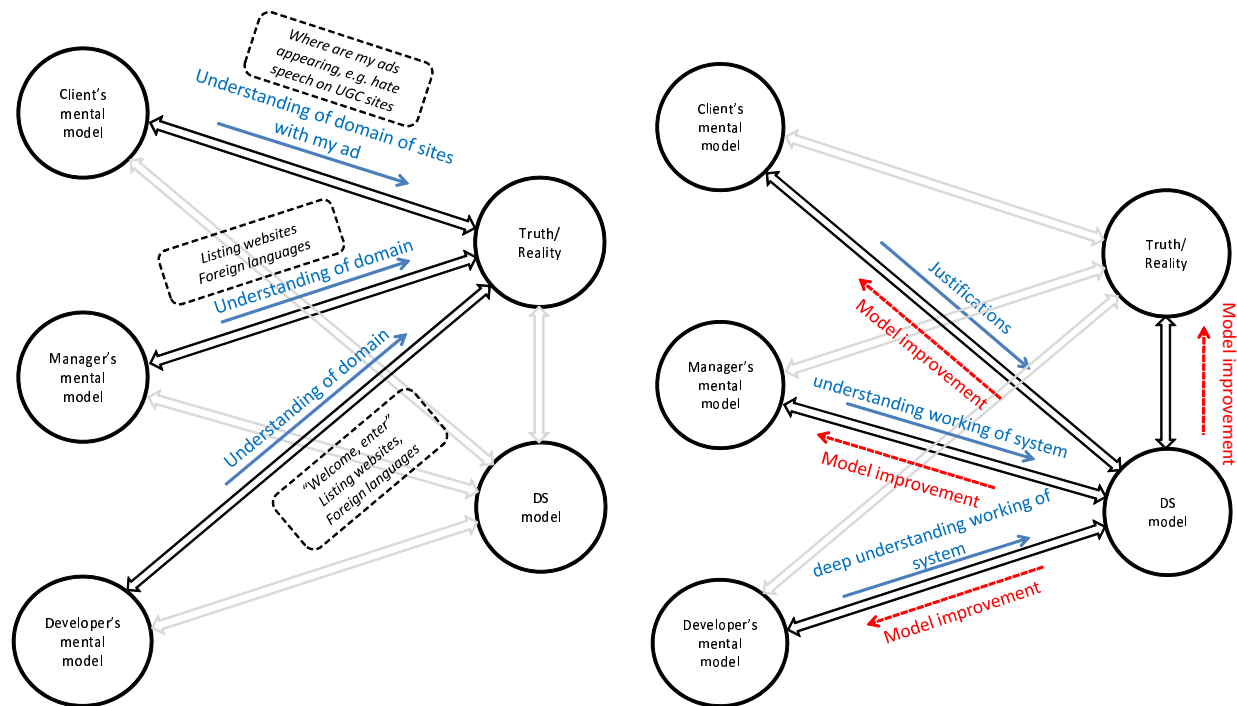 Where are my ads
appearing, e.g. hate
speech on UGC sites
Understanding of domain of sites
with my ad
Client's
mental
model
Listing websites
Foreign languages
Understanding of domain
Truth/
Reality
Manager's
mental
model
Understanding of domain
"Welcome, enter"
Listing websites,
Foreign languages
DS
model
Developer's
mental
model
Client's
mental
model
Truth/
Reality
Justifications
Model improvement
Model improvement
Manager's
mental
model
understanding working of system
Model improvement
DS
model
deep understanding working of
system
Model improvement
Developer's
mental
model